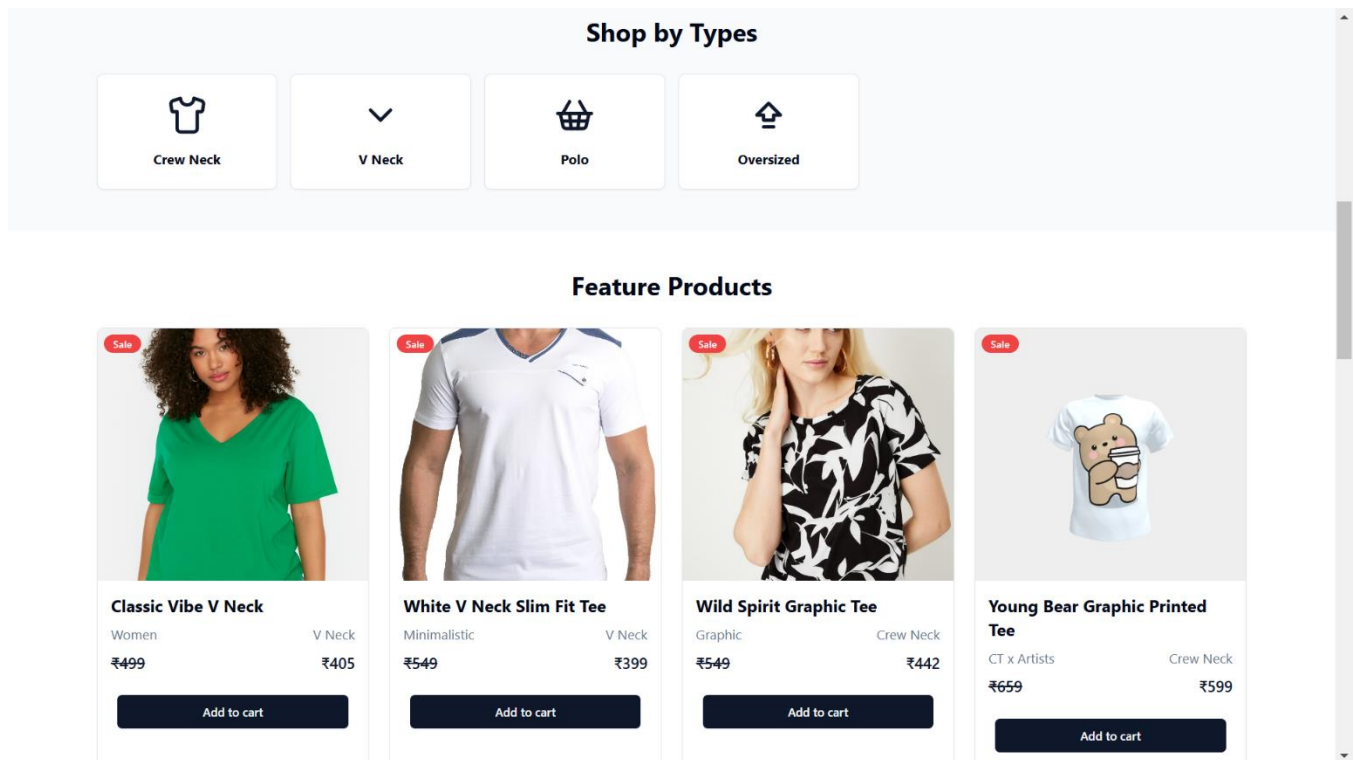 Shop by Types
Crew Neck
V Neck
Polo
Oversized
Feature Products
Sale
Sale
Sale
Sale
Classic Vibe V Neck
Women V Neck
₹499 ₹405
Add to cart
White V Neck Slim Fit Tee
Minimalistic V Neck
₹549 ₹399
Add to cart
Wild Spirit Graphic Tee
Graphic Crew Neck
₹549 ₹442
Add to cart
Young Bear Graphic Printed
Tee
CT x Artists Crew Neck
₹659 ₹599
Add to cart